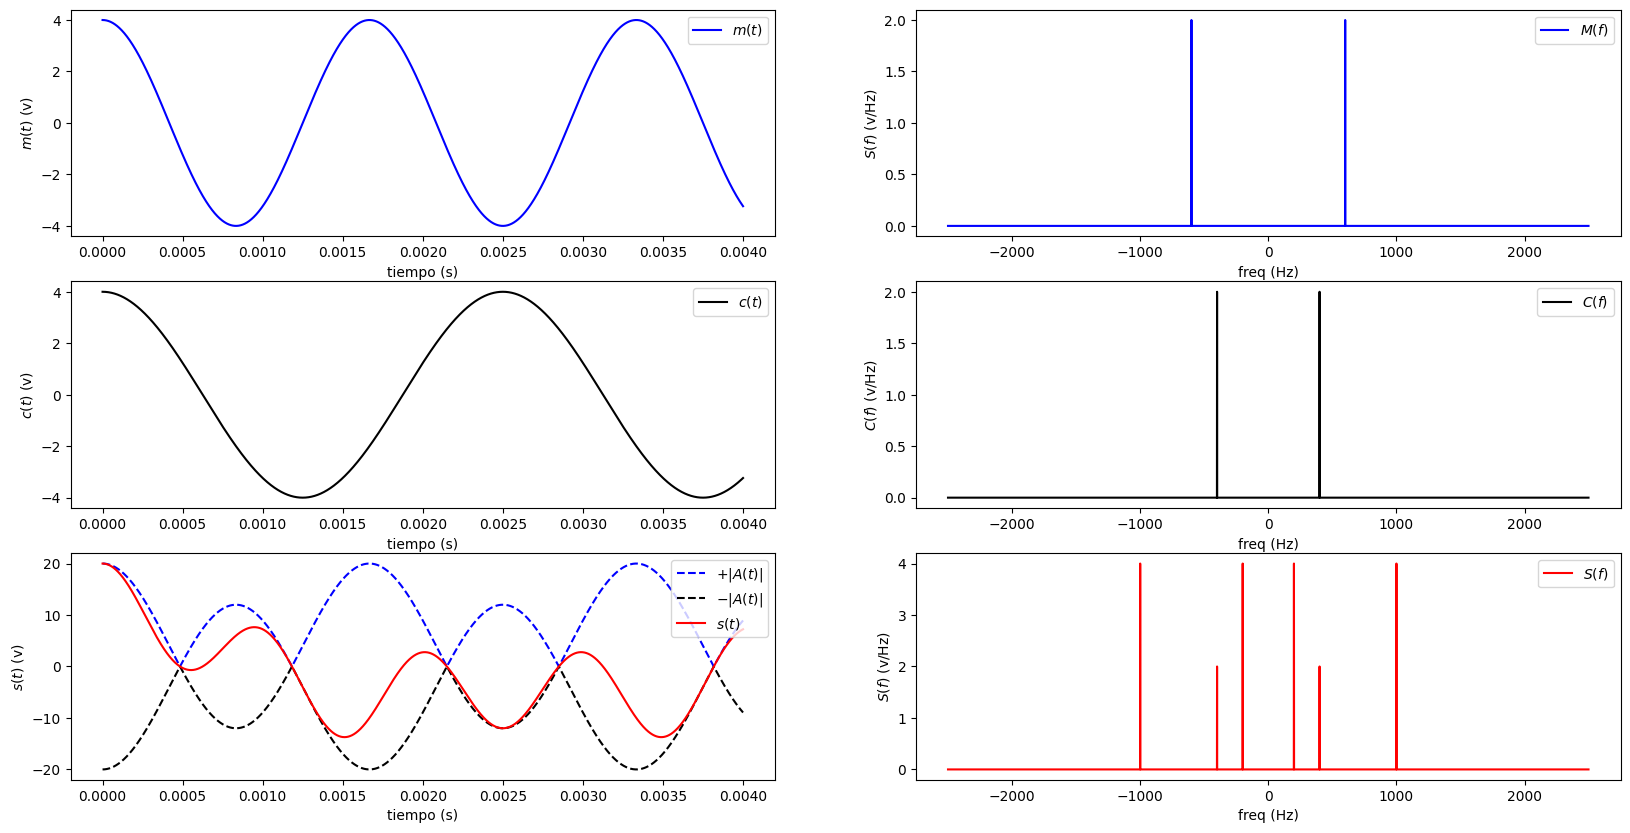 4
2
0
−2
−4
m(t) (v)
m(t)
0.0000 0.0005 0.0010 0.0015 0.0020 0.0025 0.0030 0.0035 0.0040
tiempo (s)
2.0
1.5
1.0
0.5
0.0
S(f) (v/Hz)
M(f)
−2000 −1000 0 1000 2000
freq (Hz)
4
2
0
−2
−4
c(t) (v)
c(t)
0.0000 0.0005 0.0010 0.0015 0.0020 0.0025 0.0030 0.0035 0.0040
tiempo (s)
2.0
1.5
1.0
0.5
0.0
C(f) (v/Hz)
C(f)
−2000 −1000 0 1000 2000
freq (Hz)
20
10
0
−10
−20
s(t) (v)
+|A(t)|
−|A(t)|
s(t)
0.0000 0.0005 0.0010 0.0015 0.0020 0.0025 0.0030 0.0035 0.0040
tiempo (s)
4
3
2
1
0
S(f) (v/Hz)
S(f)
−2000 −1000 0 1000 2000
freq (Hz)